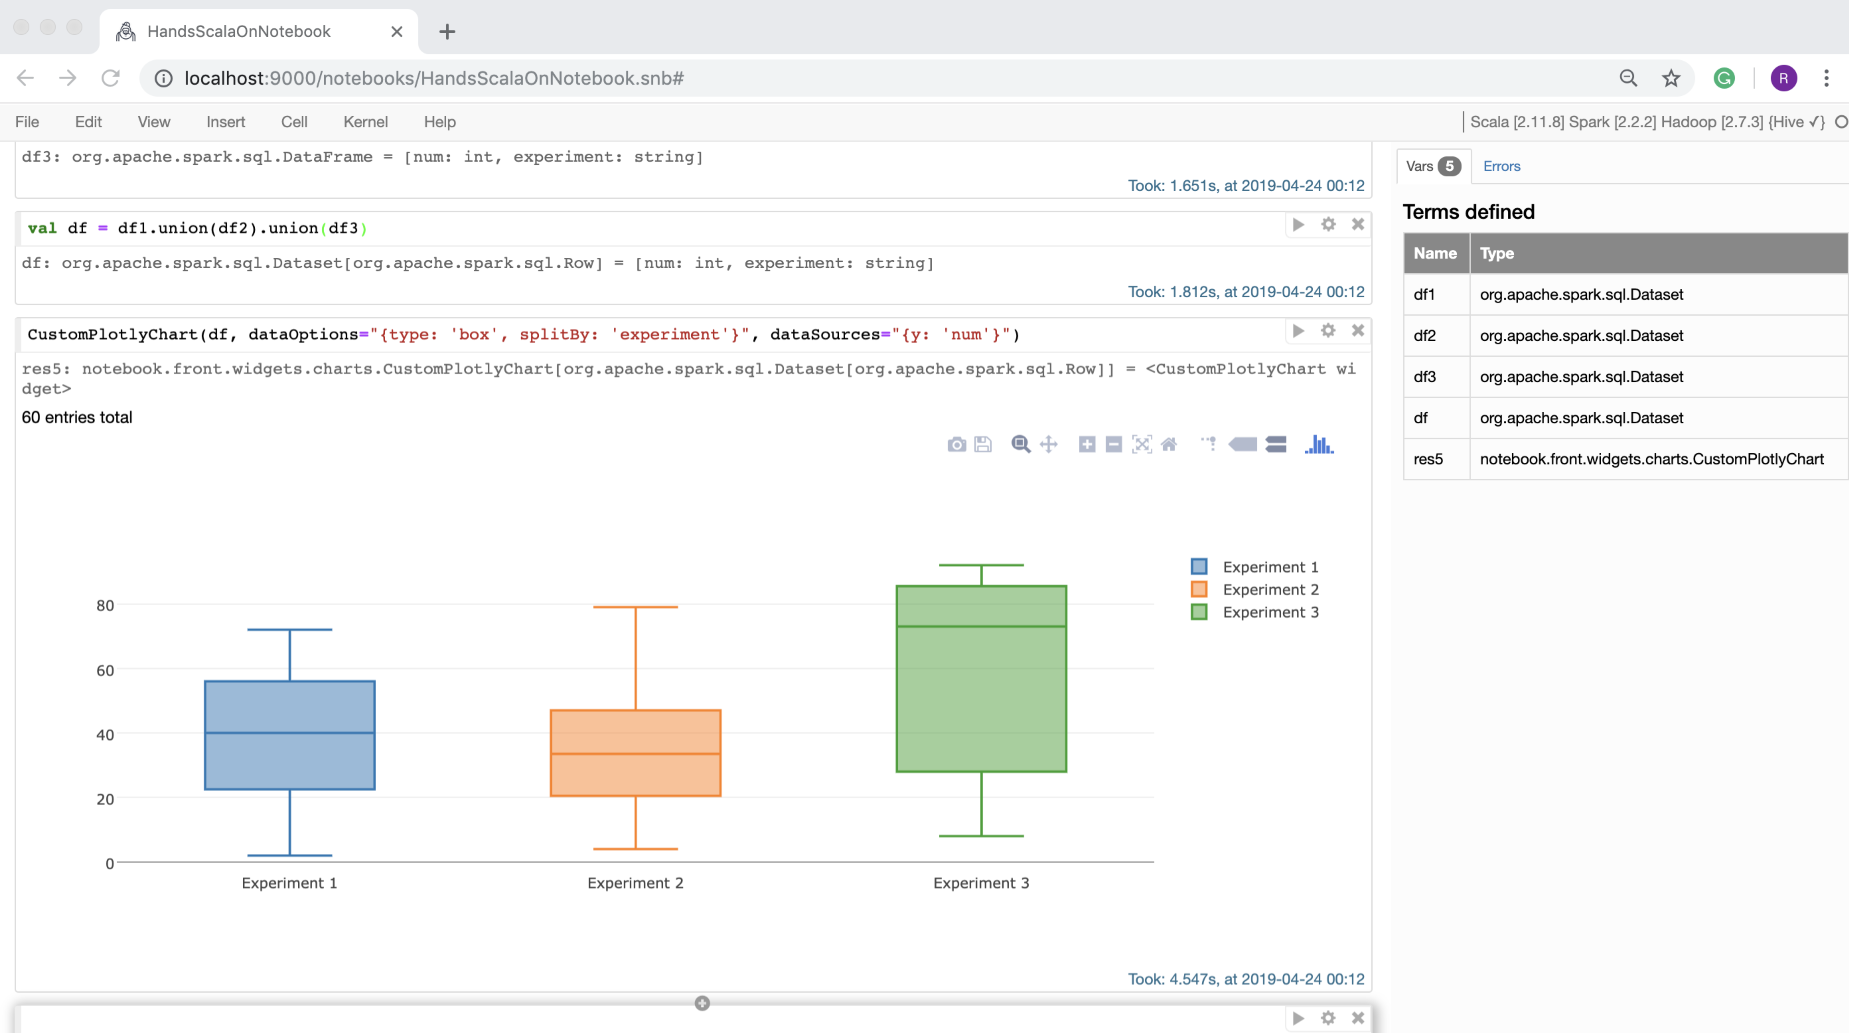 HandsScalaOnNotebook
localhost:9000/notebooks/HandsScalaOnNotebook.snb#
G
R
File Edit View Insert Cell Kernel Help
Scala [2.11.8] Spark [2.2.2] Hadoop [2.7.3] {Hive ✓}
df3: org.apache.spark.sql.DataFrame = [num: int, experiment: string]
Took: 1.651s, at 2019-04-24 00:12
val df = df1.union(df2).union(df3)
df: org.apache.spark.sql.Dataset[org.apache.spark.sql.Row] = [num: int, experiment: string]
Took: 1.812s, at 2019-04-24 00:12
CustomPlotlyChart(df, dataOptions="{type: 'box', splitBy: 'experiment'}", dataSources="{y: 'num'}")
res5: notebook.front.widgets.charts.CustomPlotlyChart[org.apache.spark.sql.Dataset[org.apache.spark.sql.Row]] = <CustomPlotlyChart wi
dget>
60 entries total
80
60
40
20
0
Experiment 1
Experiment 2
Experiment 3
Experiment 1
Experiment 2
Experiment 3
Took: 4.547s, at 2019-04-24 00:12
Vars 5 Errors
Terms defined
Name Type
df1 org.apache.spark.sql.Dataset
df2 org.apache.spark.sql.Dataset
df3 org.apache.spark.sql.Dataset
df org.apache.spark.sql.Dataset
res5 notebook.front.widgets.charts.CustomPlotlyChart